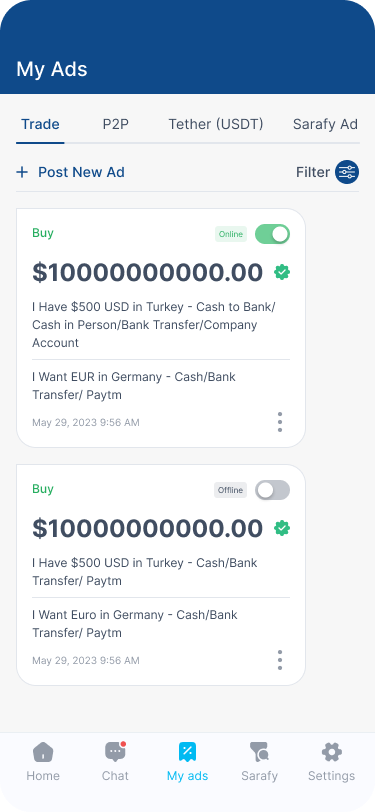 My Ads
Trade P2P Tether (USDT) Sarafy Ad
+ Post New Ad Filter
Buy Online
$10000000000.00
I Have $500 USD in Turkey - Cash to Bank/
Cash in Person/Bank Transfer/Company
Account
I Want EUR in Germany - Cash/Bank
Transfer/ Paytm
May 29, 2023 9:56 AM
Buy Offline
$10000000000.00
I Have $500 USD in Turkey - Cash/Bank
Transfer/ Paytm
I Want Euro in Germany - Cash/Bank
Transfer/ Paytm
May 29, 2023 9:56 AM
Home Chat My ads Sarafy Settings